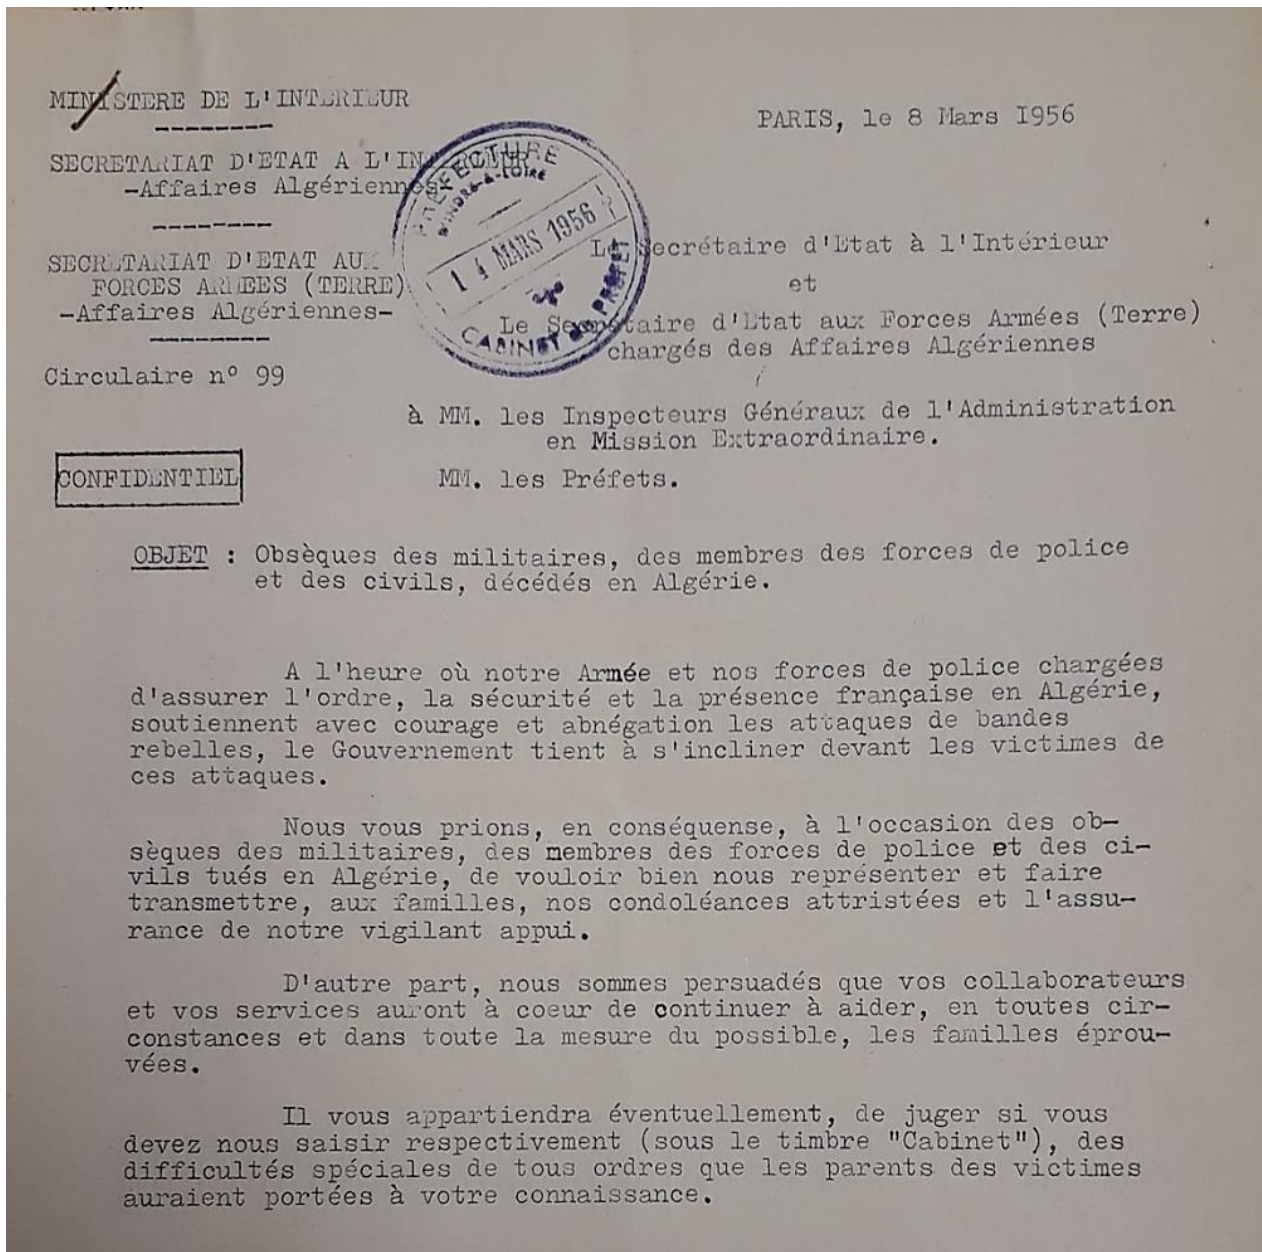 MINISTERE DE L'INTERIEUR
PARIS, le 8 Mars 1956
SECRETARIAT D'ETAT A L'INTERIEUR
-Affaires Algériennes-
PREFECTURE
D'INDRE-&-LOIRE
14 MARS 1956
CABINET DU PREFET
SECRETARIAT D'ETAT AUX
FORCES ARMEES (TERRE)
-Affaires Algériennes-
Circulaire n° 99
Le Secrétaire d'Etat à l'Intérieur
et
Le Secrétaire d'Etat aux Forces Armées (Terre)
chargés des Affaires Algériennes
à MM. les Inspecteurs Généraux de l'Administration
en Mission Extraordinaire.
CONFIDENTIEL
MM. les Préfets.
OBJET : Obsèques des militaires, des membres des forces de police
et des civils, décédés en Algérie.
A l'heure où notre Armée et nos forces de police chargées
d'assurer l'ordre, la sécurité et la présence française en Algérie,
soutiennent avec courage et abnégation les attaques de bandes
rebelles, le Gouvernement tient à s'incliner devant les victimes de
ces attaques.
Nous vous prions, en conséquense, à l'occasion des ob-
sèques des militaires, des membres des forces de police et des ci-
vils tués en Algérie, de vouloir bien nous représenter et faire
transmettre, aux familles, nos condoléances attristées et l'assu-
rance de notre vigilant appui.
D'autre part, nous sommes persuadés que vos collaborateurs
et vos services auront à coeur de continuer à aider, en toutes cir-
constances et dans toute la mesure du possible, les familles éprou-
vées.
Il vous appartiendra éventuellement, de juger si vous
devez nous saisir respectivement (sous le timbre "Cabinet"), des
difficultés spéciales de tous ordres que les parents des victimes
auraient portées à votre connaissance.